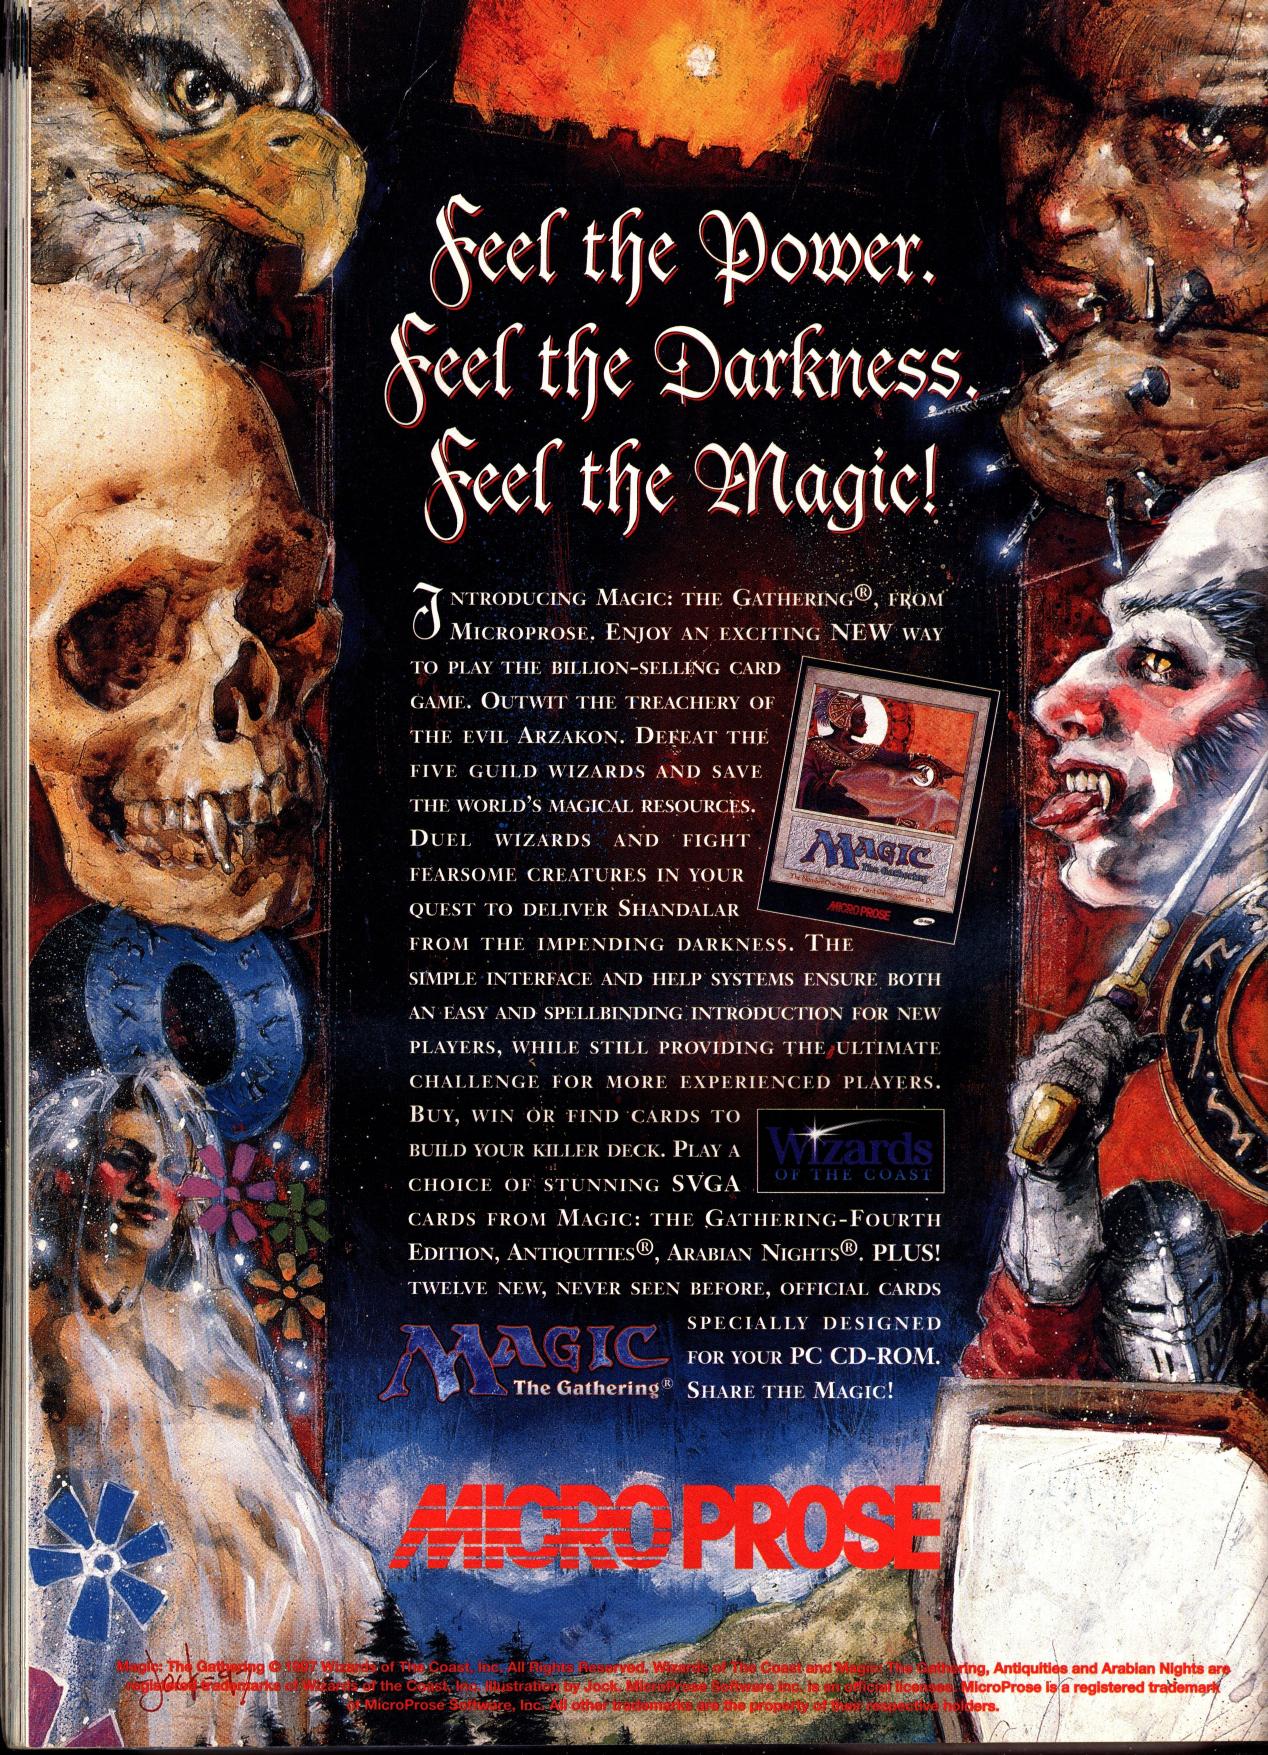 Feel the Power.
Feel the Darkness.
Feel the Magic!
Introducing Magic: the Gathering®, from
Microprose. Enjoy an exciting NEW way
to play the billion-selling card
game. Outwit the treachery of
the evil Arzakon. Defeat the
five guild wizards and save
the world's magical resources.
Duel wizards and fight
fearsome creatures in your
quest to deliver Shandalar
from the impending darkness. The
simple interface and help systems ensure both
an easy and spellbinding introduction for new
players, while still providing the ultimate
challenge for more experienced players.
Buy, win or find cards to
build your killer deck. Play a
choice of stunning SVGA
cards from Magic: the Gathering-Fourth
Edition, Antiquities®, Arabian Nights®. PLUS!
twelve new, never seen before, official cards
specially designed
for your PC CD-ROM.
Share the Magic!
MAGIC
The Gathering
MICROPROSE
Wizards
OF THE COAST
MAGIC
The Gathering®
MICROPROSE
Jock
Magic: The Gathering © 1997 Wizards of The Coast, Inc. All Rights Reserved. Wizards of The Coast and Magic: The Gathering, Antiquities and Arabian Nights are
registered trademarks of Wizards of the Coast, Inc. Illustration by Jock. MicroProse Software Inc. is an official licensee. MicroProse is a registered trademark
of MicroProse Software, Inc. All other trademarks are the property of their respective holders.